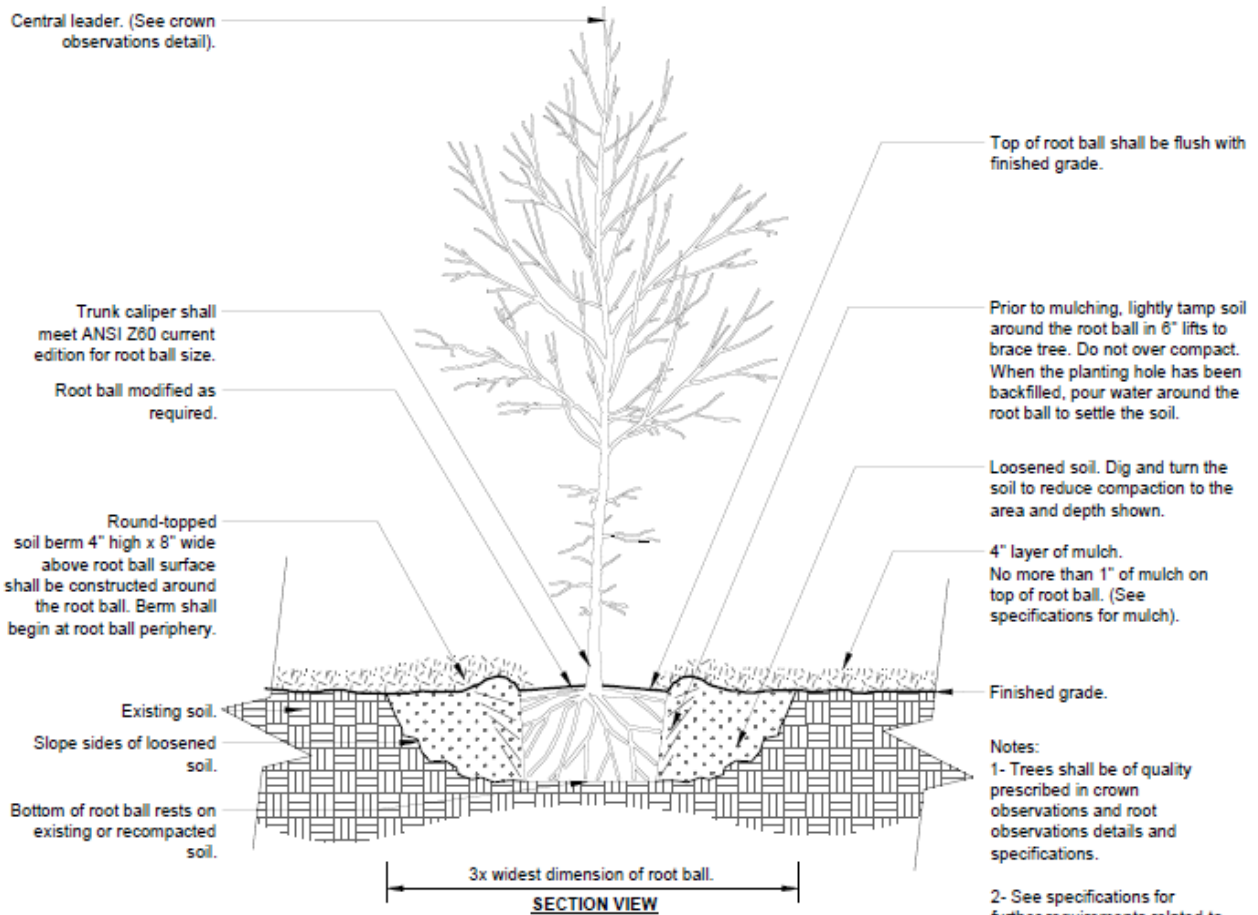 Central leader. (See crown
observations detail).
Trunk caliper shall
meet ANSI Z60 current
edition for root ball size.
Root ball modified as
required.
Round-topped
soil berm 4" high x 8" wide
above root ball surface
shall be constructed around
the root ball. Berm shall
begin at root ball periphery.
Existing soil.
Slope sides of loosened
soil.
Bottom of root ball rests on
existing or recompacted
soil.
Top of root ball shall be flush with
finished grade.
Prior to mulching, lightly tamp soil
around the root ball in 6" lifts to
brace tree. Do not over compact.
When the planting hole has been
backfilled, pour water around the
root ball to settle the soil.
Loosened soil. Dig and turn the
soil to reduce compaction to the
area and depth shown.
4" layer of mulch.
No more than 1" of mulch on
top of root ball. (See
specifications for mulch).
Finished grade.
Notes:
1- Trees shall be of quality
prescribed in crown
observations and root
observations details and
specifications.
2- See specifications for
further requirements related to
3x widest dimension of root ball.
SECTION VIEW